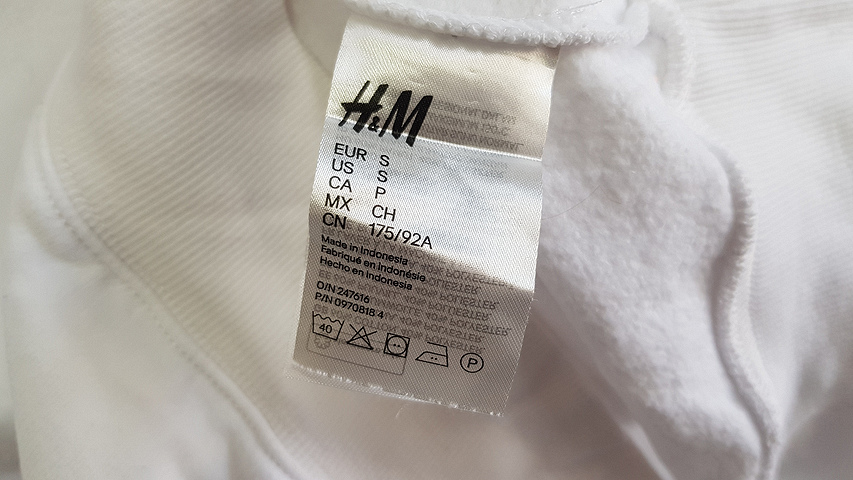 H&M
EUR S
US S
CA P
MX CH
CN 175/92A
Made in Indonesia
Fabriqué en Indonésie
Hecho en Indonesia
O/N 247616
P/N 0970818 4
40
P